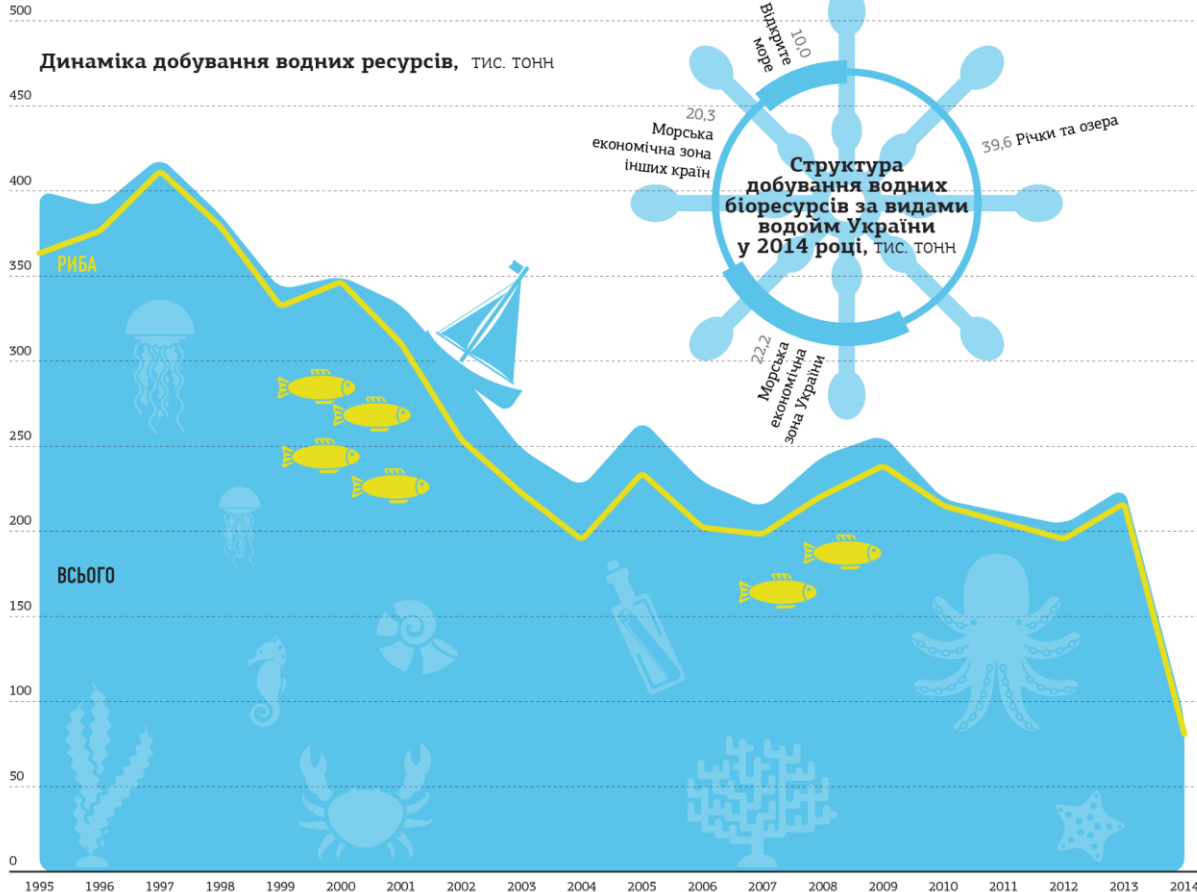 500
Динаміка добування водних ресурсів, тис. тонн
450
400
350
300
250
200
150
100
50
0
РИБА
ВСЬОГО
1995 1996 1997 1998 1999 2000 2001 2002 2003 2004 2005 2006 2007 2008 2009 2010 2011 2012 2013 2014
Структура
добування водних
біоресурсів за видами
водойм України
у 2014 році, тис. тонн
10,0
Відкрите
море
39,6 Річки та озера
20,3
Морська
економічна зона
інших країн
22,2
Морська
економічна
зона України